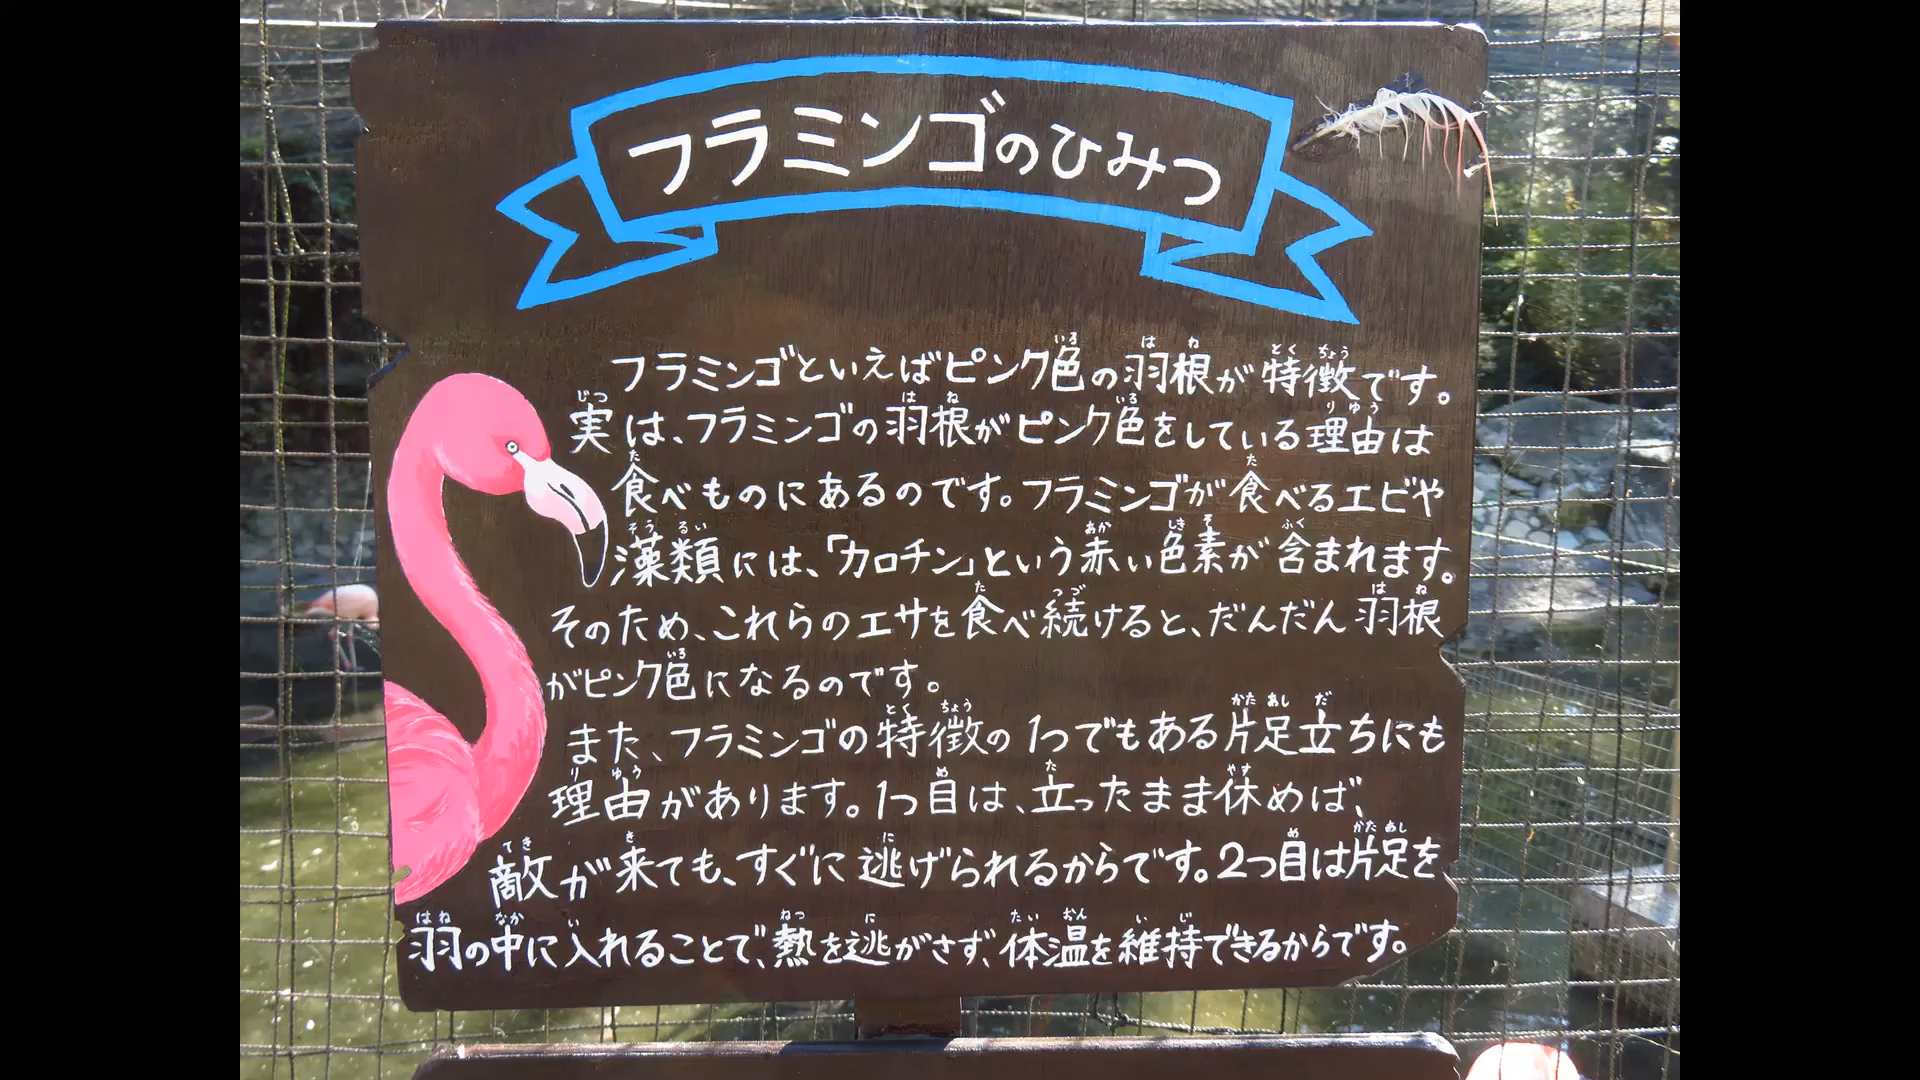 フラミンゴのひみつ
フラミンゴといえばピンク色の羽根が特徴です。
実は、フラミンゴの羽根がピンク色をしている理由は
食べものにあるのです。フラミンゴが食べるエビや
藻類には、「カロチン」という赤い色素が含まれます。
そのため、これらのエサを食べ続けると、だんだん羽根
がピンク色になるのです。
また、フラミンゴの特徴の1つでもある片足立ちにも
理由があります。1つ目は、立ったまま休めば、
敵が来ても、すぐに逃げられるからです。2つ目は片足を
羽の中に入れることで、熱を逃がさず、体温を維持できるからです。